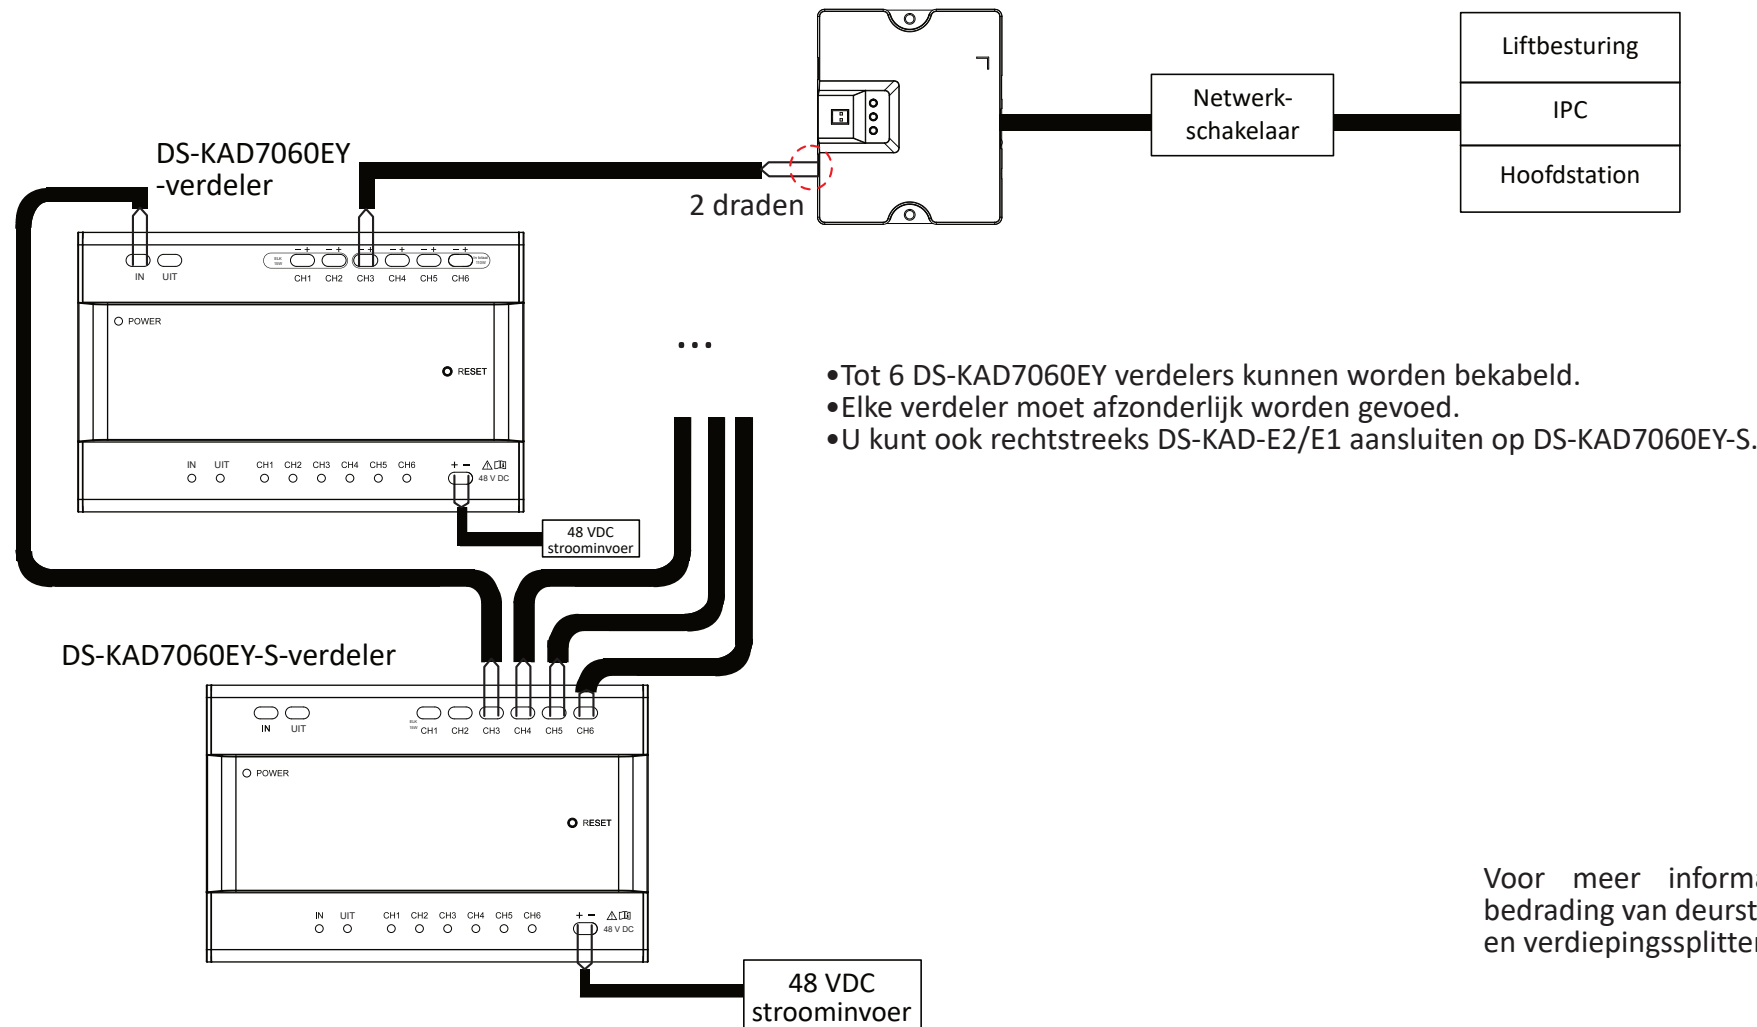 Liftbesturing
IPC
Hoofdstation
Netwerk-
schakelaar
DS-KAD7060EY
-verdeler
2 draden
- + - + - + - + - + - +
IN UIT CH1 CH2 CH3 CH4 CH5 CH6
POWER
RESET
...
•Tot 6 DS-KAD7060EY verdelers kunnen worden bekabeld.
•Elke verdeler moet afzonderlijk worden gevoed.
•U kunt ook rechtstreeks DS-KAD-E2/E1 aansluiten op DS-KAD7060EY-S.
IN UIT CH1 CH2 CH3 CH4 CH5 CH6 + -
48 V DC
48 VDC
stroominvoer
DS-KAD7060EY-S-verdeler
IN UIT CH1 CH2 CH3 CH4 CH5 CH6
POWER
RESET
IN UIT CH1 CH2 CH3 CH4 CH5 CH6 + -
48 V DC
48 VDC
stroominvoer
Voor meer informa
bedrading van deurst
en verdiepingssplitter